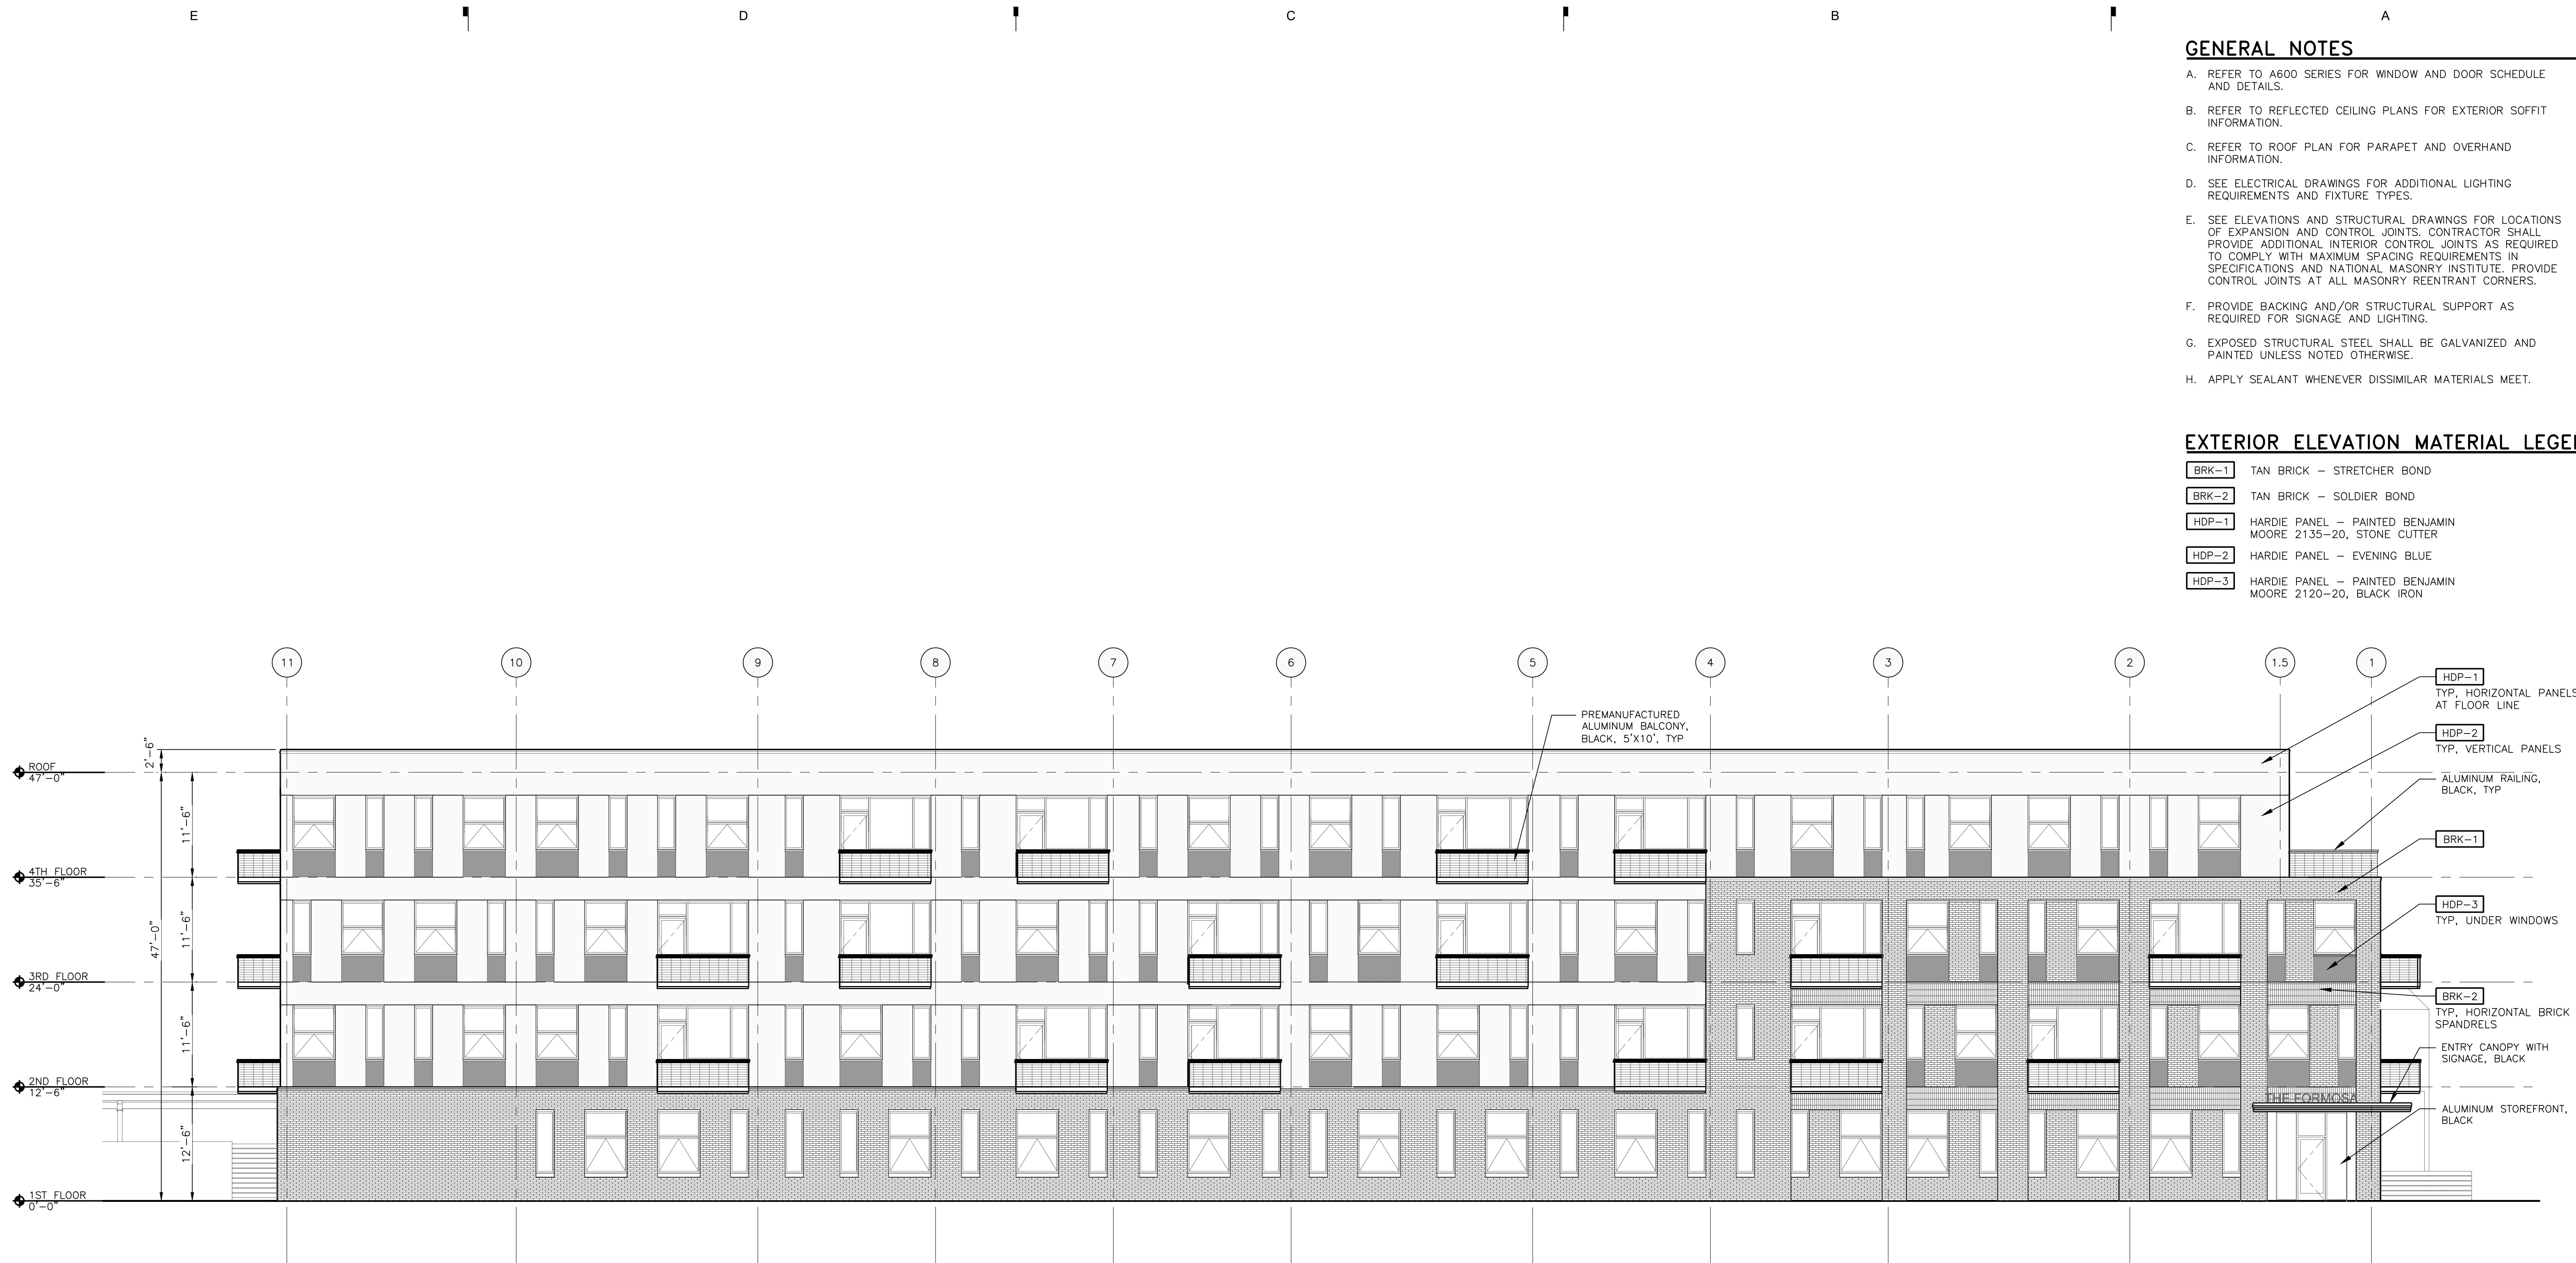 E
D
C
B
A
GENERAL NOTES
A. REFER TO A600 SERIES FOR WINDOW AND DOOR SCHEDULE
AND DETAILS.
B. REFER TO REFLECTED CEILING PLANS FOR EXTERIOR SOFFIT
INFORMATION.
C. REFER TO ROOF PLAN FOR PARAPET AND OVERHAND
INFORMATION.
D. SEE ELECTRICAL DRAWINGS FOR ADDITIONAL LIGHTING
REQUIREMENTS AND FIXTURE TYPES.
E. SEE ELEVATIONS AND STRUCTURAL DRAWINGS FOR LOCATIONS
OF EXPANSION AND CONTROL JOINTS. CONTRACTOR SHALL
PROVIDE ADDITIONAL INTERIOR CONTROL JOINTS AS REQUIRED
TO COMPLY WITH MAXIMUM SPACING REQUIREMENTS IN
SPECIFICATIONS AND NATIONAL MASONRY INSTITUTE. PROVIDE
CONTROL JOINTS AT ALL MASONRY REENTRANT CORNERS.
F. PROVIDE BACKING AND/OR STRUCTURAL SUPPORT AS
REQUIRED FOR SIGNAGE AND LIGHTING.
G. EXPOSED STRUCTURAL STEEL SHALL BE GALVANIZED AND
PAINTED UNLESS NOTED OTHERWISE.
H. APPLY SEALANT WHENEVER DISSIMILAR MATERIALS MEET.
EXTERIOR ELEVATION MATERIAL LEGE
BRK-1 TAN BRICK – STRETCHER BOND
BRK-2 TAN BRICK – SOLDIER BOND
HDP-1 HARDIE PANEL – PAINTED BENJAMIN
MOORE 2135-20, STONE CUTTER
HDP-2 HARDIE PANEL – EVENING BLUE
HDP-3 HARDIE PANEL – PAINTED BENJAMIN
MOORE 2120-20, BLACK IRON
11
10
9
8
7
6
5
4
3
2
1.5
1
HDP-1
TYP, HORIZONTAL PANELS
AT FLOOR LINE
PREMANUFACTURED
ALUMINUM BALCONY,
BLACK, 5'X10', TYP
HDP-2
TYP, VERTICAL PANELS
2'-6"
ROOF
47'-0"
ALUMINUM RAILING,
BLACK, TYP
11'-6"
BRK-1
4TH FLOOR
35'-6"
HDP-3
TYP, UNDER WINDOWS
47'-0"
11'-6"
3RD FLOOR
24'-0"
BRK-2
TYP, HORIZONTAL BRICK
SPANDRELS
11'-6"
ENTRY CANOPY WITH
SIGNAGE, BLACK
2ND FLOOR
12'-6"
THE FORMOSA
ALUMINUM STOREFRONT,
BLACK
12'-6"
1ST FLOOR
0'-0"